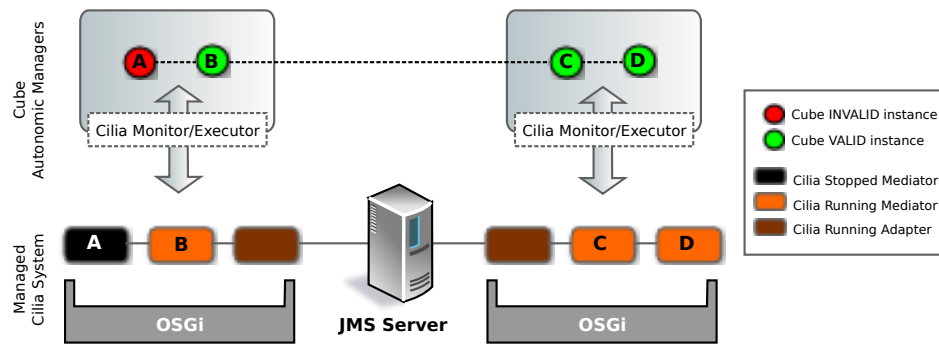 Cube
Autonomic Managers
A
B
C
D
Cilia Monitor/Executor
Cilia Monitor/Executor
Cube INVALID instance
Cube VALID instance
Cilia Stopped Mediator
Cilia Running Mediator
Cilia Running Adapter
Managed
Cilia System
A
B
C
D
OSGi
JMS Server
OSGi